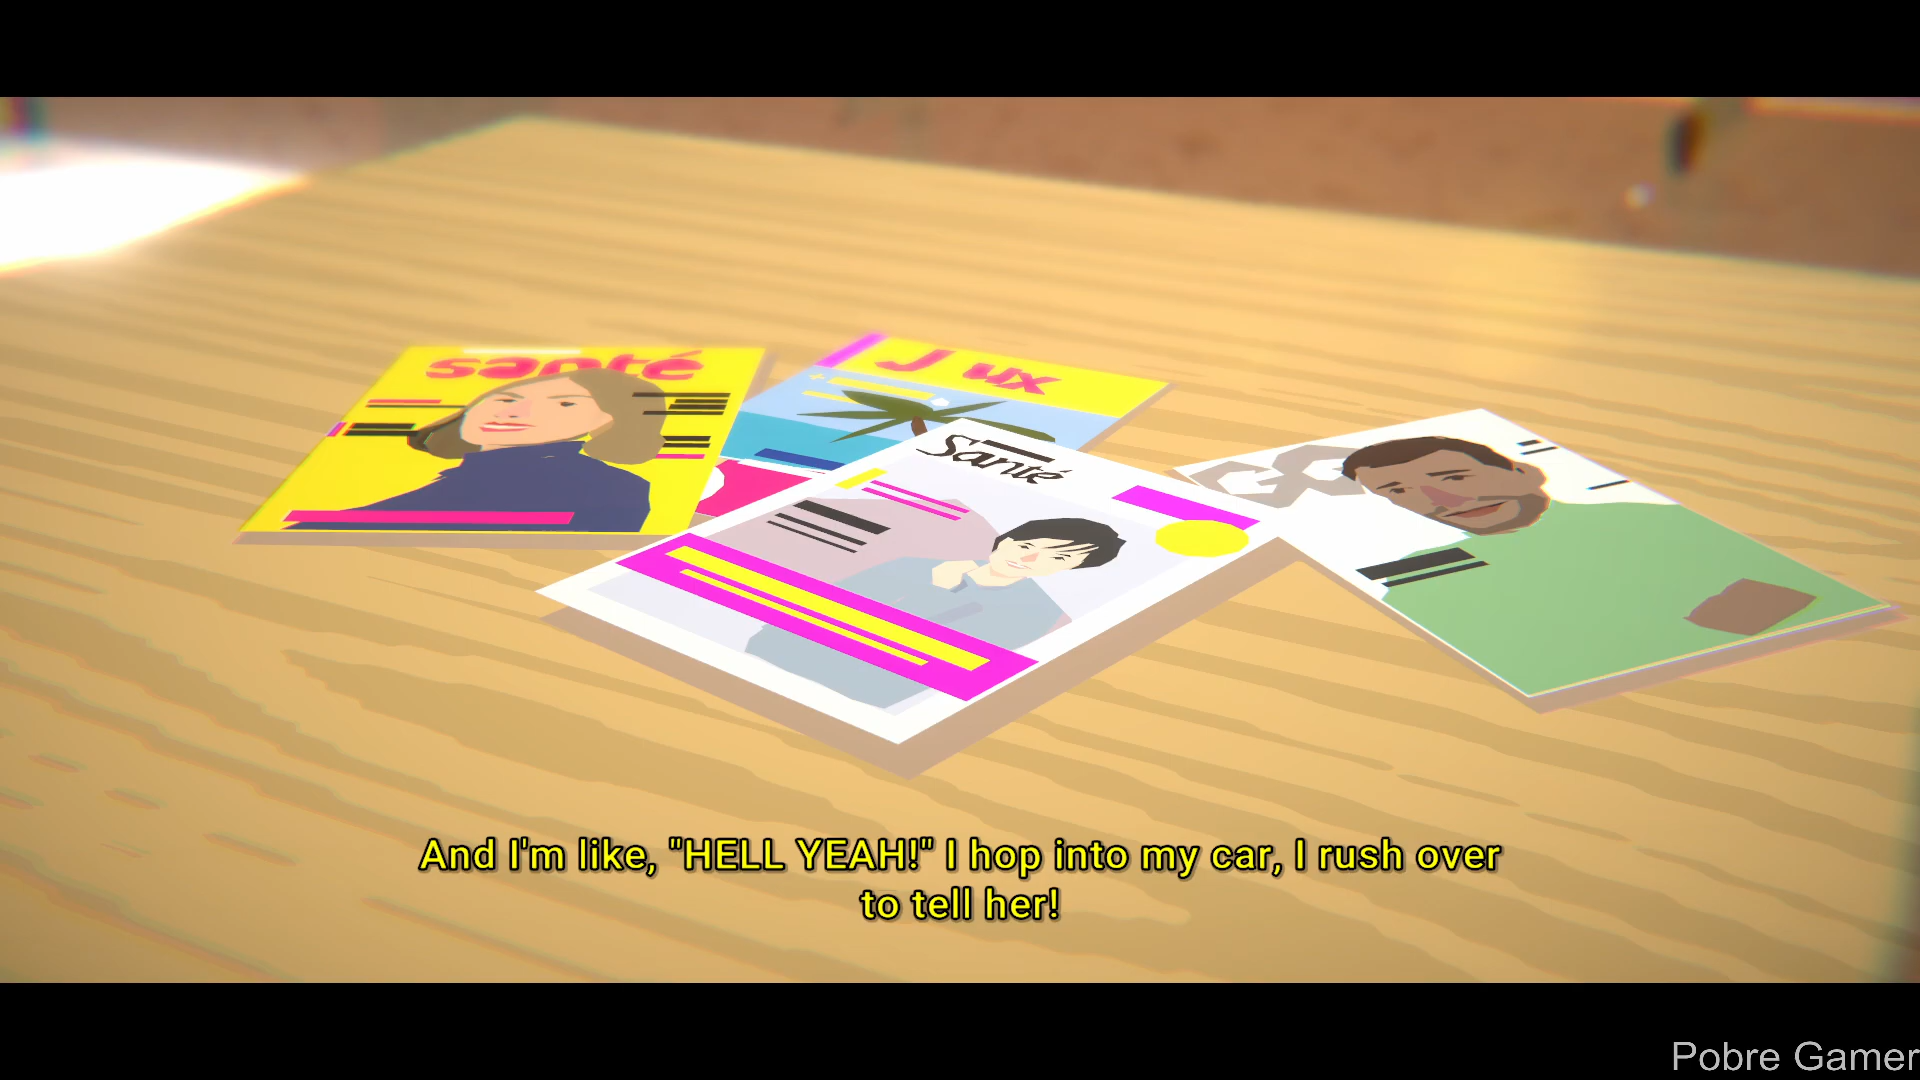 santé
J ux
Santé
And I'm like, "HELL YEAH!" I hop into my car, I rush over
to tell her!
Pobre Gamer